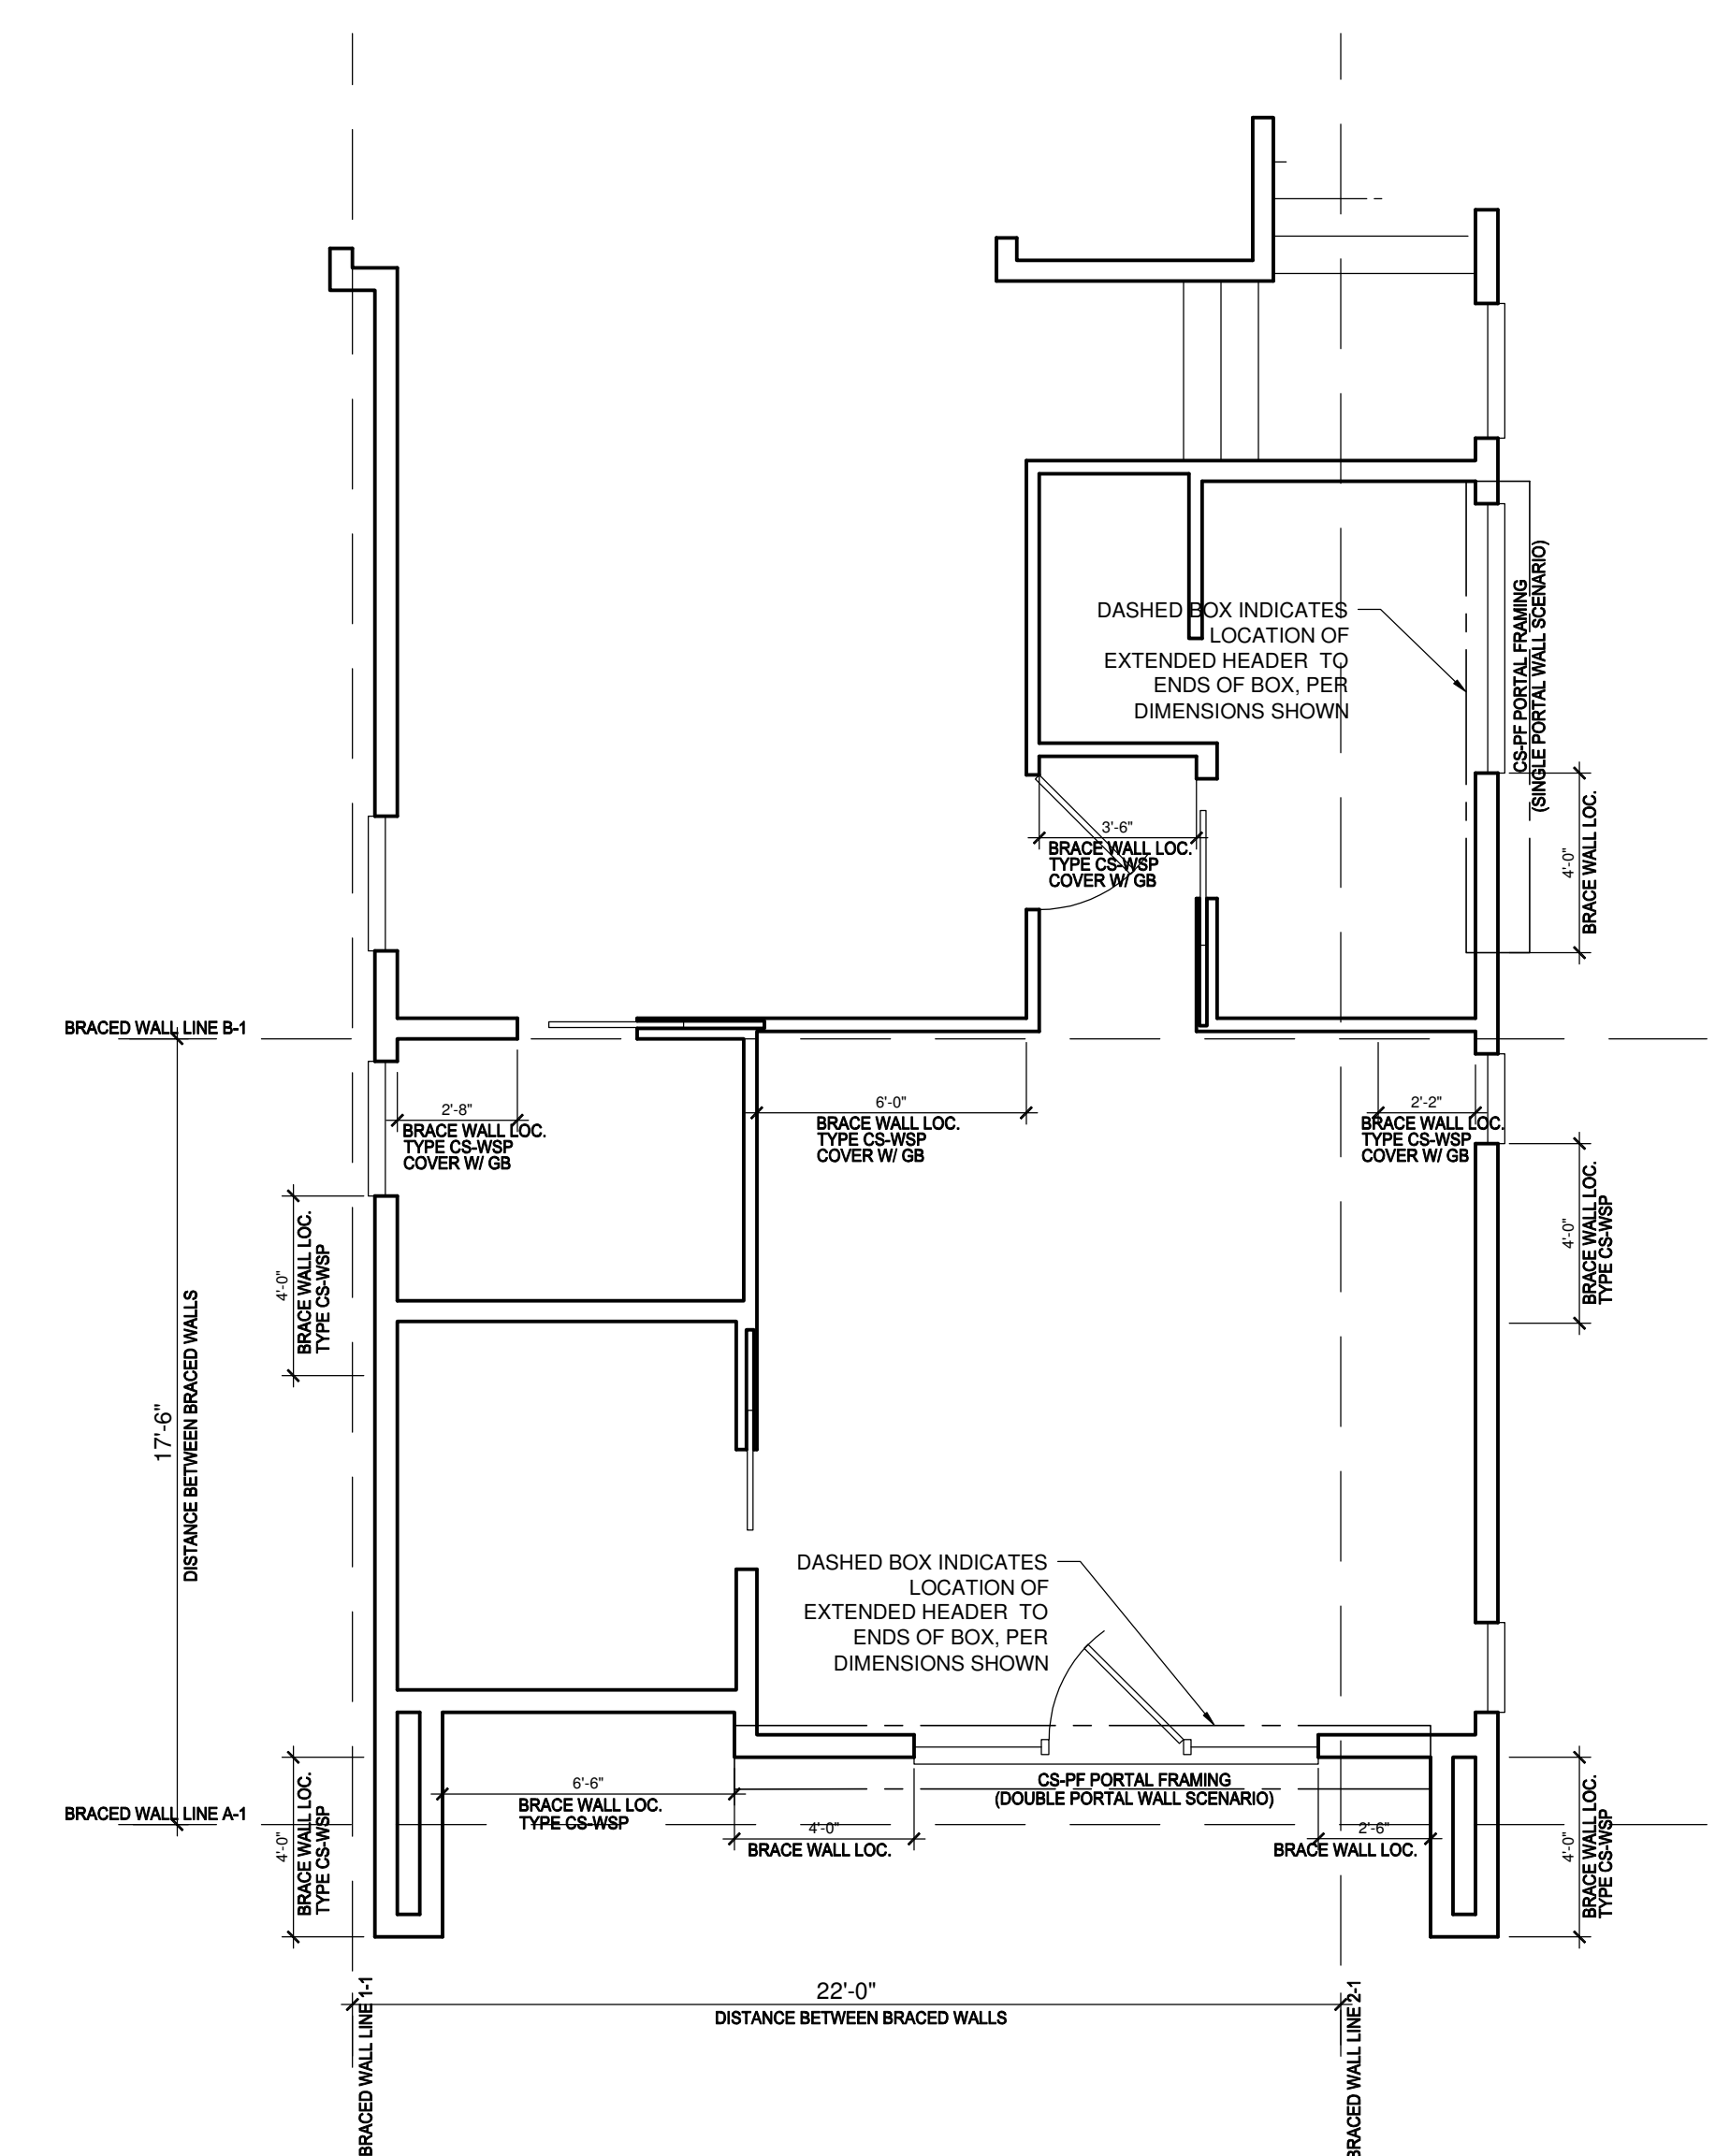 DASHED BOX INDICATES
LOCATION OF
EXTENDED HEADER TO
ENDS OF BOX, PER
DIMENSIONS SHOWN
CS-PF PORTAL FRAMING
(SINGLE PORTAL WALL SCENARIO)
4'-0"
BRACE WALL LOC.
3'-6"
BRACE WALL LOC.
TYPE CS-WSP
COVER W/ GB
BRACED WALL LINE B-1
2'-8"
BRACE WALL LOC.
TYPE CS-WSP
COVER W/ GB
6'-0"
BRACE WALL LOC.
TYPE CS-WSP
COVER W/ GB
2'-2"
BRACE WALL LOC.
TYPE CS-WSP
COVER W/ GB
4'-0"
BRACE WALL LOC.
TYPE CS-WSP
4'-0"
BRACE WALL LOC.
TYPE CS-WSP
17'-6"
DISTANCE BETWEEN BRACED WALLS
DASHED BOX INDICATES
LOCATION OF
EXTENDED HEADER TO
ENDS OF BOX, PER
DIMENSIONS SHOWN
CS-PF PORTAL FRAMING
(DOUBLE PORTAL WALL SCENARIO)
6'-6"
BRACE WALL LOC.
TYPE CS-WSP
BRACED WALL LINE A-1
4'-0"
BRACE WALL LOC.
TYPE CS-WSP
4'-0"
BRACE WALL LOC.
2'-6"
BRACE WALL LOC.
4'-0"
BRACE WALL LOC.
TYPE CS-WSP
22'-0"
DISTANCE BETWEEN BRACED WALLS
BRACED WALL LINE 1-1
BRACED WALL LINE 2-1